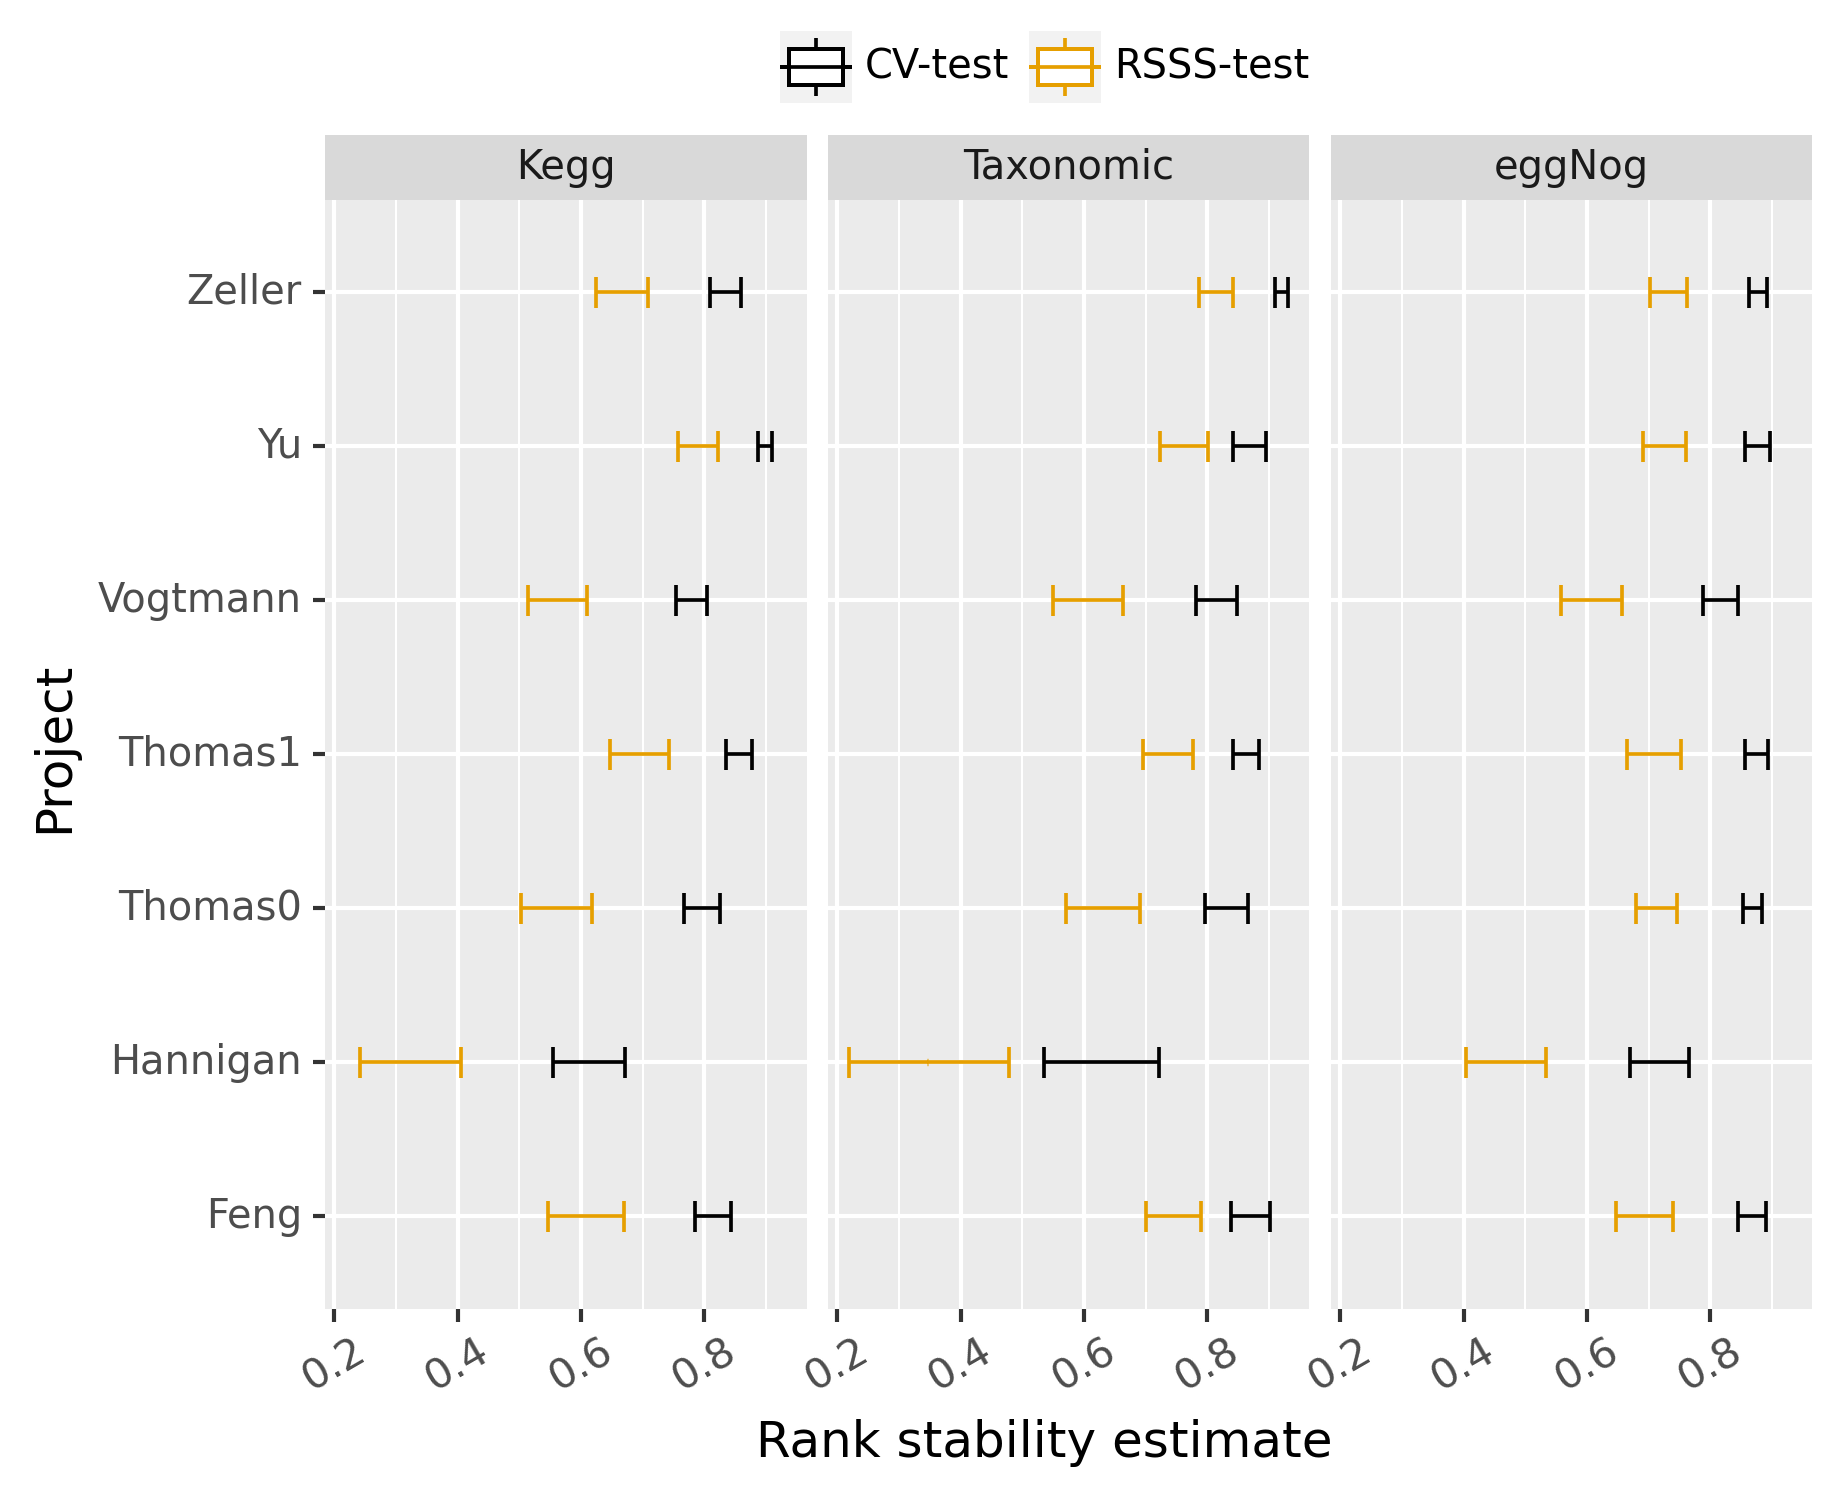 CV-test RSSS-test
Kegg Taxonomic eggNog
Zeller
Yu
Vogtmann
Thomas1
Thomas0
Hannigan
Feng
Project
0.2 0.4 0.6 0.8 0.2 0.4 0.6 0.8 0.2 0.4 0.6 0.8
Rank stability estimate